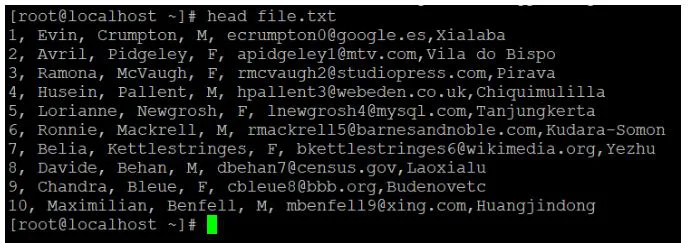 [root@localhost ~]# head file.txt
1, Evin, Crumpton, M, ecrumpton0@google.es,Xialaba
2, Avril, Pidgeley, F, apidgeley1@mtv.com,Vila do Bispo
3, Ramona, McVaugh, F, rmcvaugh2@studiopress.com,Pirava
4, Husein, Pallent, M, hpallent3@webeden.co.uk,Chiquimulilla
5, Lorianne, Newgrosh, F, lnewgrosh4@mysql.com,Tanjungkerta
6, Ronnie, Mackrell, M, rmackrell5@barnesandnoble.com,Kudara-Somon
7, Belia, Kettlestringes, F, bkettlestringes6@wikimedia.org,Yezhu
8, Davide, Behan, M, dbehan7@census.gov,Laoxialu
9, Chandra, Bleue, F, cbleue8@bbb.org,Budenovetc
10, Maximilian, Benfell, M, mbenfell9@xing.com,Huangjindong
[root@localhost ~]#